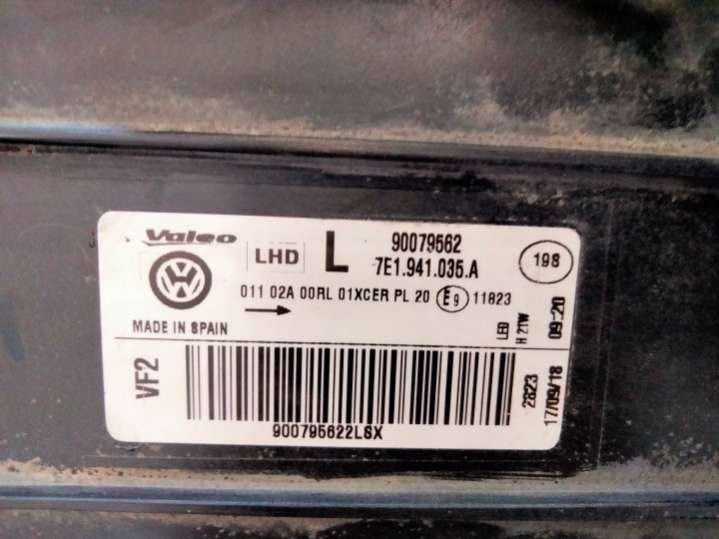 Valeo
LHD
L
90079562
7E1.941.035.A
198
011 02A 00RL 01XCER PL 20 E9 11823
MADE IN SPAIN
VF2
900795622LSX
LED
H 21W
09:20
2823
17/09/18